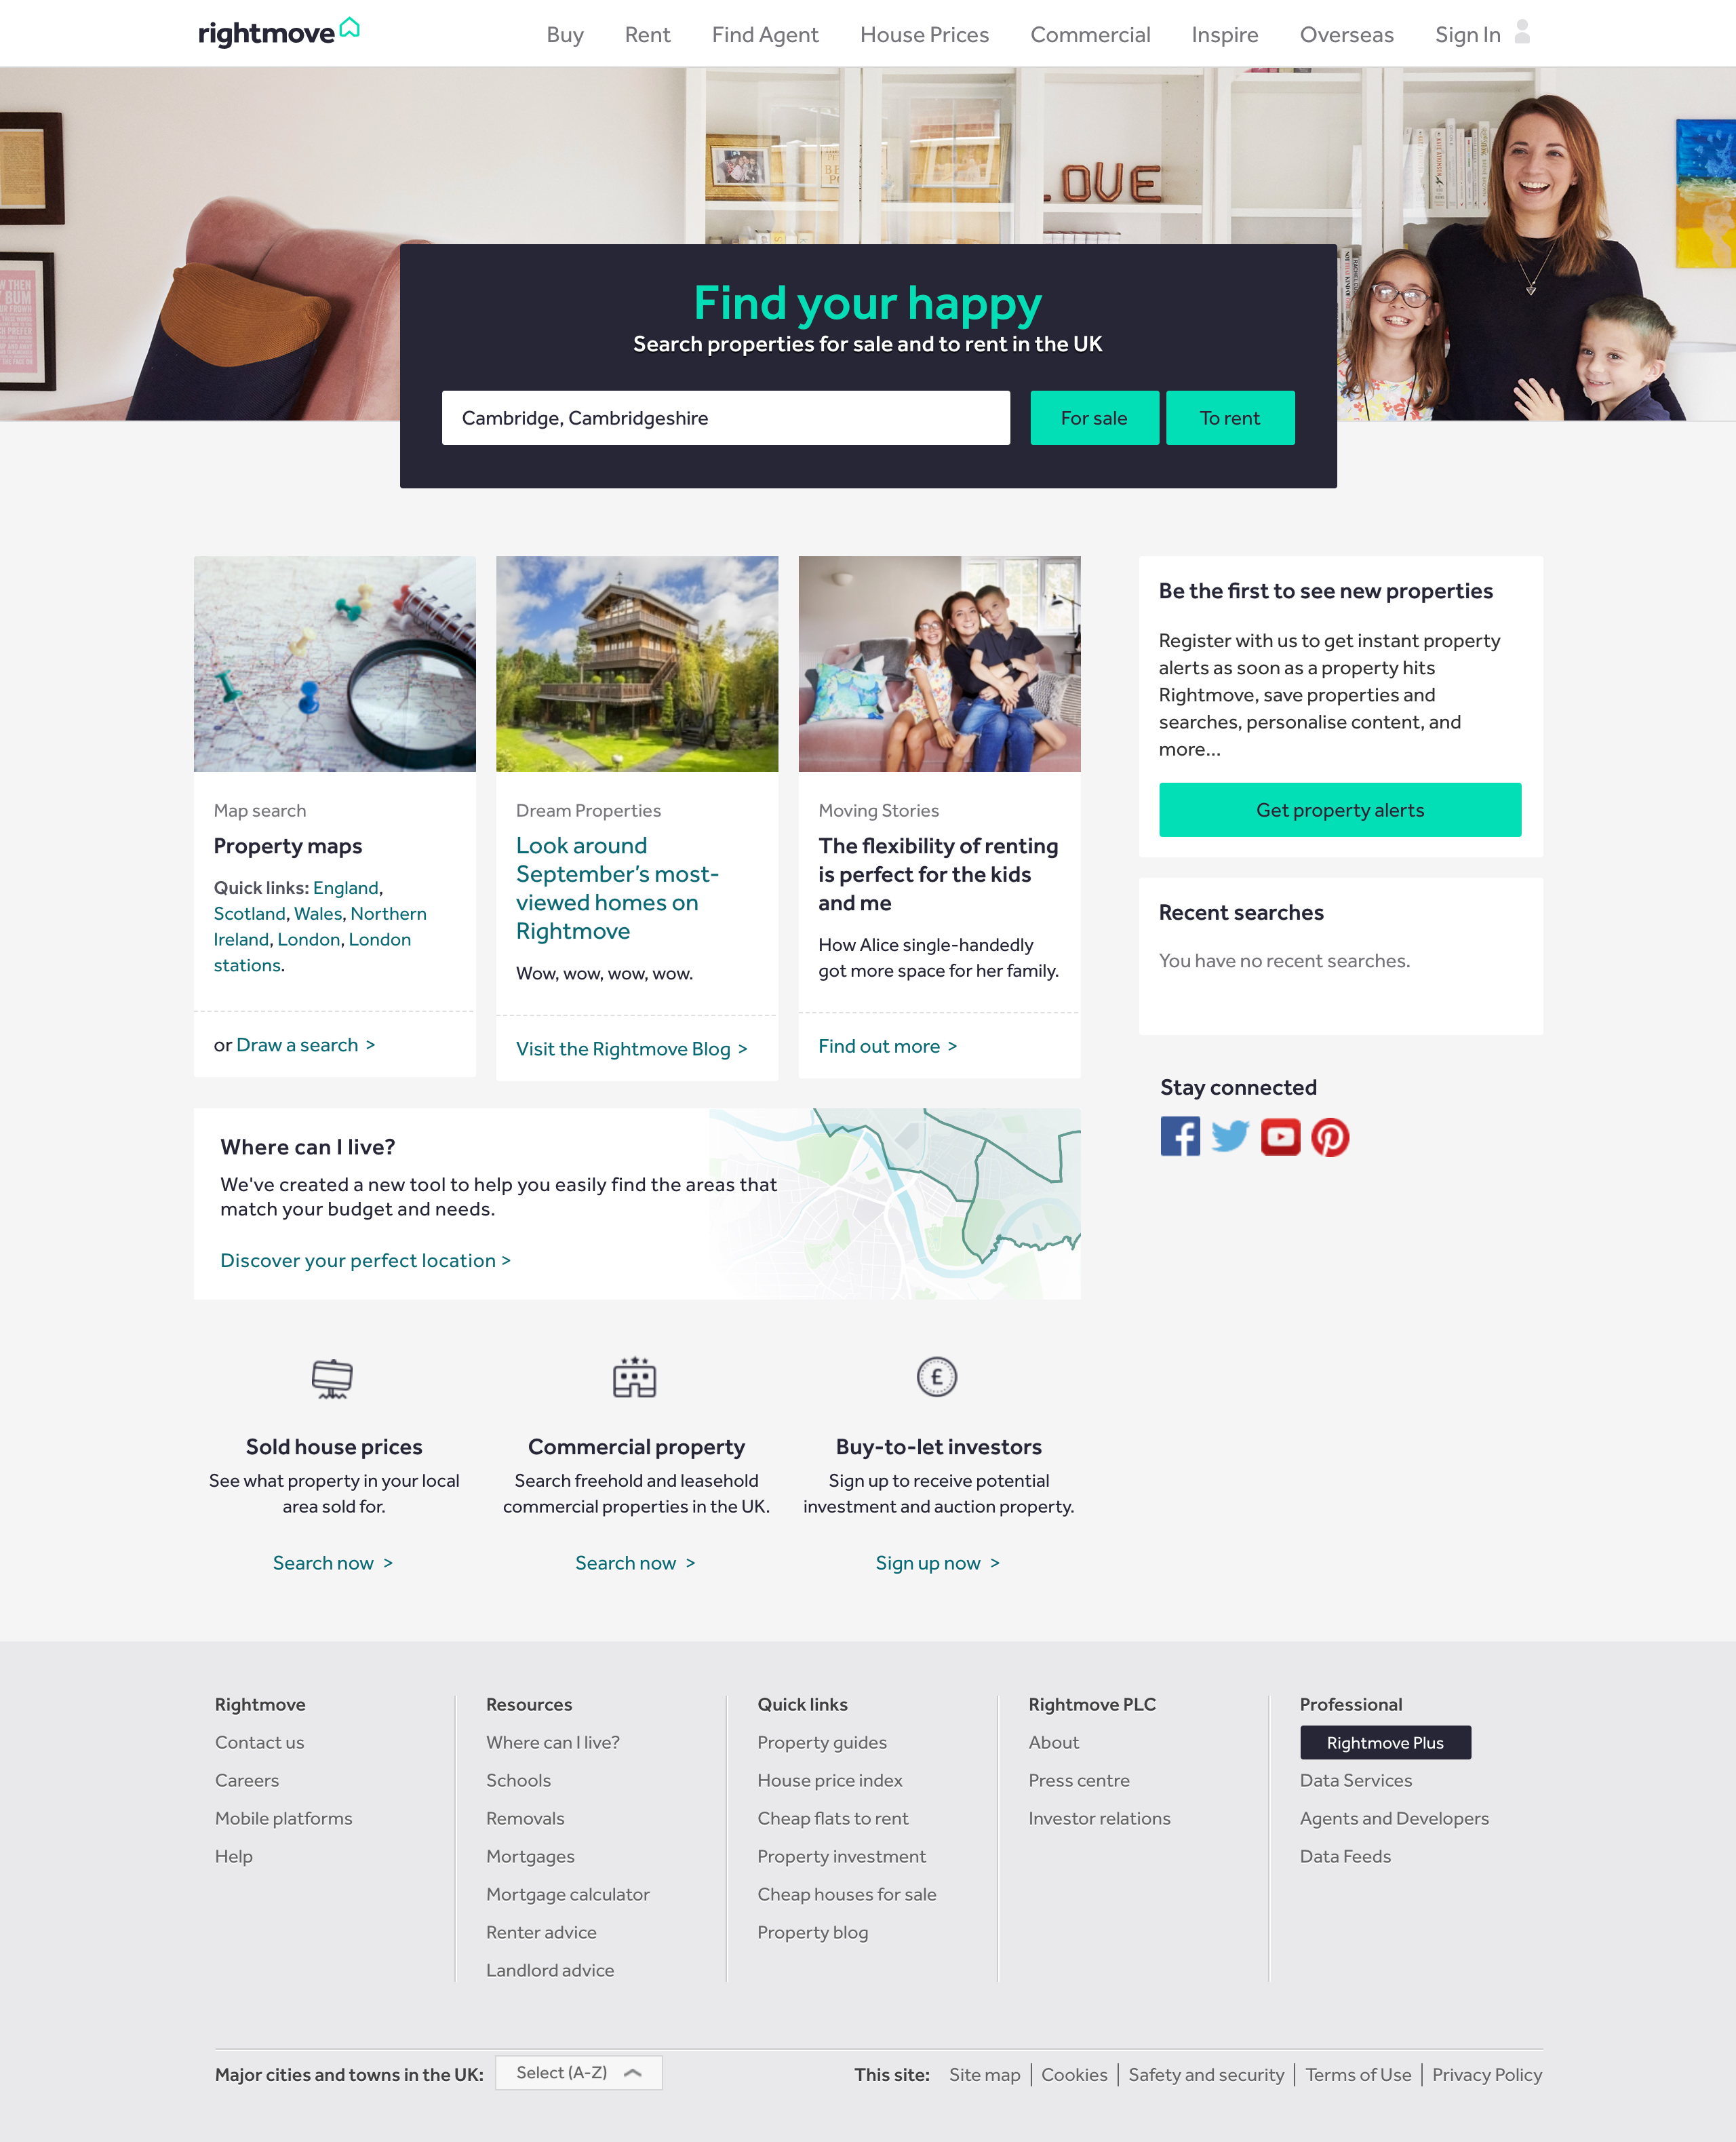 rightmove
Buy
Rent
Find Agent
House Prices
Commercial
Inspire
Overseas
Sign In
OVE
Find your happy
Search properties for sale and to rent in the UK
Cambridge, Cambridgeshire
For sale
To rent
Map search
Property maps
Quick links: England,
Scotland, Wales, Northern
Ireland, London, London
stations.
or Draw a search >
Dream Properties
Look around
September’s most-
viewed homes on
Rightmove
Wow, wow, wow, wow.
Visit the Rightmove Blog >
Moving Stories
The flexibility of renting
is perfect for the kids
and me
How Alice single-handedly
got more space for her family.
Find out more >
Be the first to see new properties
Register with us to get instant property
alerts as soon as a property hits
Rightmove, save properties and
searches, personalise content, and
more...
Get property alerts
Recent searches
You have no recent searches.
Stay connected
Where can I live?
We've created a new tool to help you easily find the areas that
match your budget and needs.
Discover your perfect location >
Sold house prices
See what property in your local
area sold for.
Search now >
Commercial property
Search freehold and leasehold
commercial properties in the UK.
Search now >
£
Buy-to-let investors
Sign up to receive potential
investment and auction property.
Sign up now >
Rightmove
Contact us
Careers
Mobile platforms
Help
Resources
Where can I live?
Schools
Removals
Mortgages
Mortgage calculator
Renter advice
Landlord advice
Quick links
Property guides
House price index
Cheap flats to rent
Property investment
Cheap houses for sale
Property blog
Rightmove PLC
About
Press centre
Investor relations
Professional
Rightmove Plus
Data Services
Agents and Developers
Data Feeds
Major cities and towns in the UK:
Select (A-Z)
This site: Site map | Cookies | Safety and security | Terms of Use | Privacy Policy